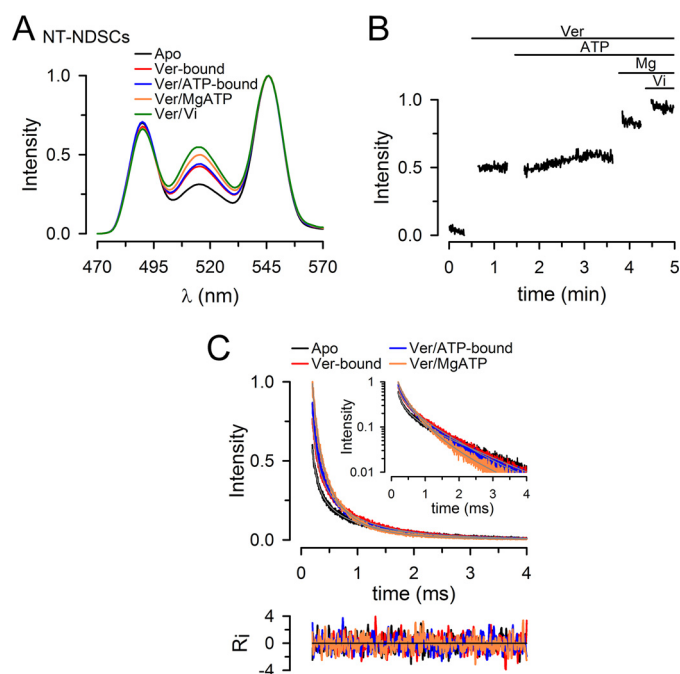 A
NT-NDSCs
Apo
Ver-bound
Ver/ATP-bound
Ver/MgATP
Ver/Vi
1.0
0.5
0.0
Intensity
470 495 520 545 570
λ (nm)
B
Ver
ATP
Mg
Vi
1.0
0.5
0.0
Intensity
0 1 2 3 4 5
time (min)
C
Apo Ver/ATP-bound
Ver-bound Ver/MgATP
1.0
0.5
0.0
Intensity
1
0.1
0.01
Intensity
0 1 2 3 4
time (ms)
0 1 2 3 4
time (ms)
4
0
-4
Ri